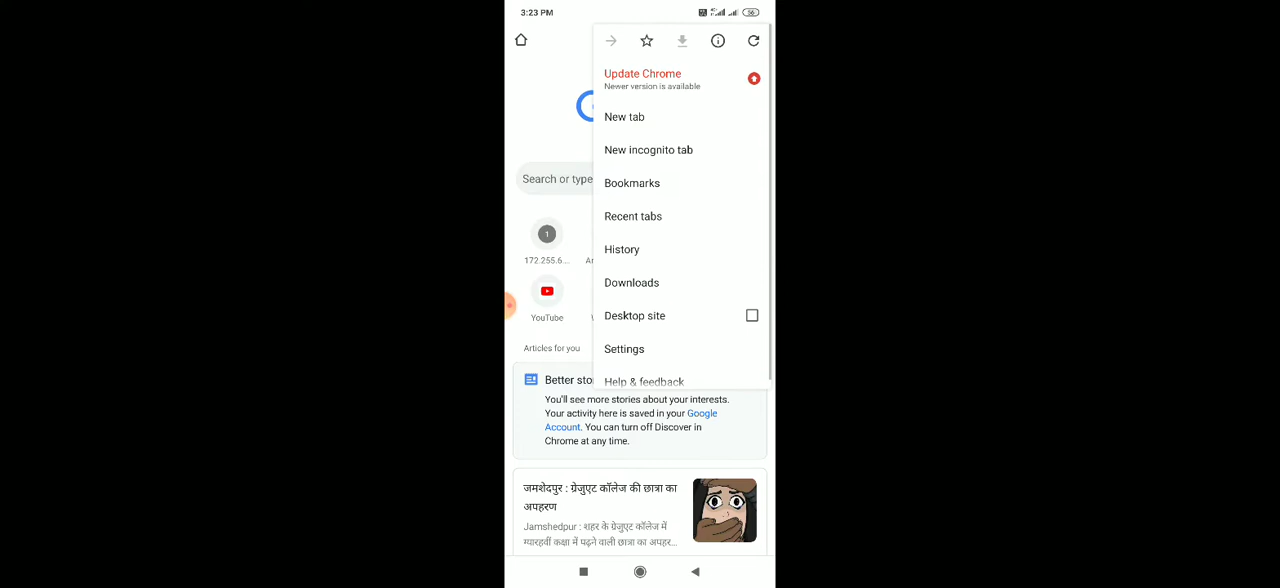 3:23 PM
56
Update Chrome
Newer version is available
New tab
New incognito tab
Bookmarks
Recent tabs
History
Downloads
Desktop site
Settings
Help & feedback
Search or type
1
172.255.6...
YouTube
Articles for you
Better sto
You'll see more stories about your interests.
Your activity here is saved in your Google
Account. You can turn off Discover in
Chrome at any time.
जमशेदपुर : ग्रेजुएट कॉलेज की छात्रा का
अपहरण
Jamshedpur : शहर के ग्रेजुएट कॉलेज में
ग्यारहवीं कक्षा में पढ़ने वाली छात्रा का अपहर...